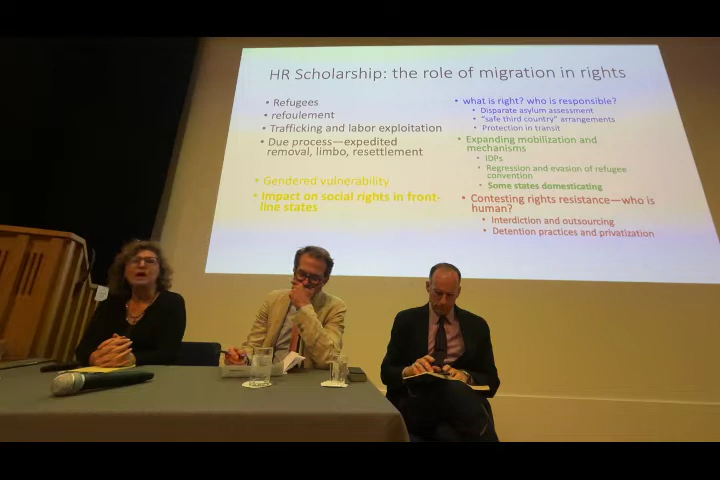 HR Scholarship: the role of migration in rights
• Refugees
• refoulement
• Trafficking and labor exploitation
• Due process—expedited
removal, limbo, resettlement
• Gendered vulnerability
• Impact on social rights in front-
line states
• what is right? who is responsible?
• Disparate asylum assessment
• "safe third country" arrangements
• Protection in transit
• Expanding mobilization and
mechanisms
• IDPs
• Regression and evasion of refugee
convention
• Some states domesticating
• Contesting rights resistance—who is
human?
• Interdiction and outsourcing
• Detention practices and privatization